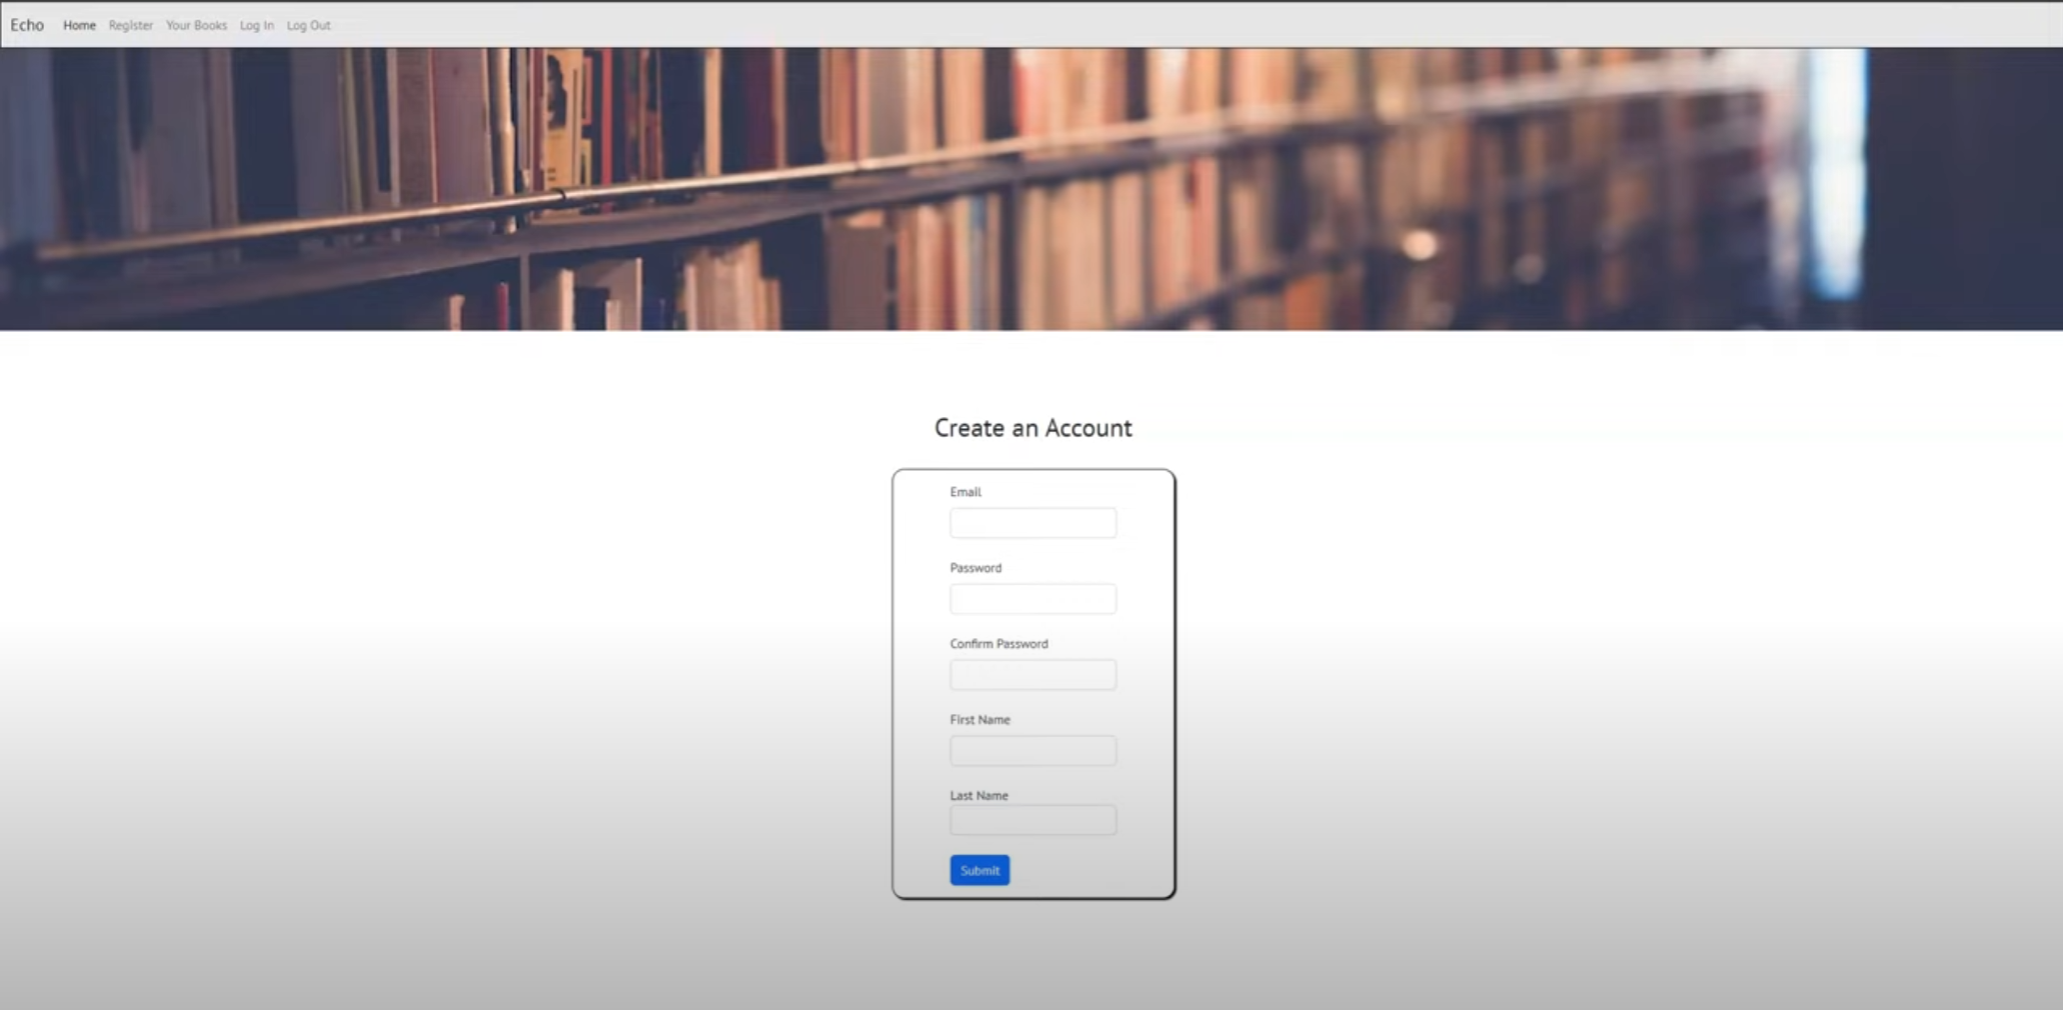 Echo Home Register Your Books Log In Log Out
Create an Account
Email
Password
Confirm Password
First Name
Last Name
Submit